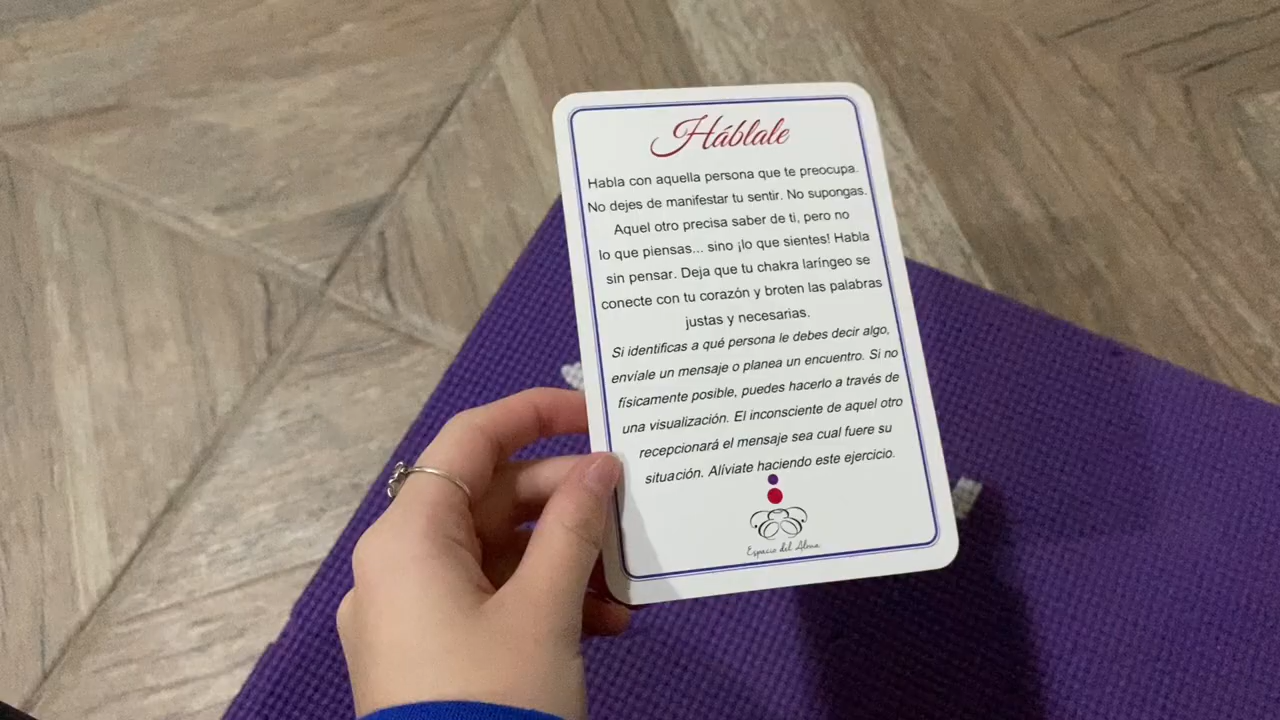 Háblale
Habla con aquella persona que te preocupa.
No dejes de manifestar tu sentir. No supongas.
Aquel otro precisa saber de ti, pero no
lo que piensas... sino ¡lo que sientes! Habla
sin pensar. Deja que tu chakra laríngeo se
conecte con tu corazón y broten las palabras
justas y necesarias.
Si identificas a qué persona le debes decir algo,
envíale un mensaje o planea un encuentro. Si no
físicamente posible, puedes hacerlo a través de
una visualización. El inconsciente de aquel otro
recepcionará el mensaje sea cual fuere su
situación. Alíviate haciendo este ejercicio.
Espacio del Alma